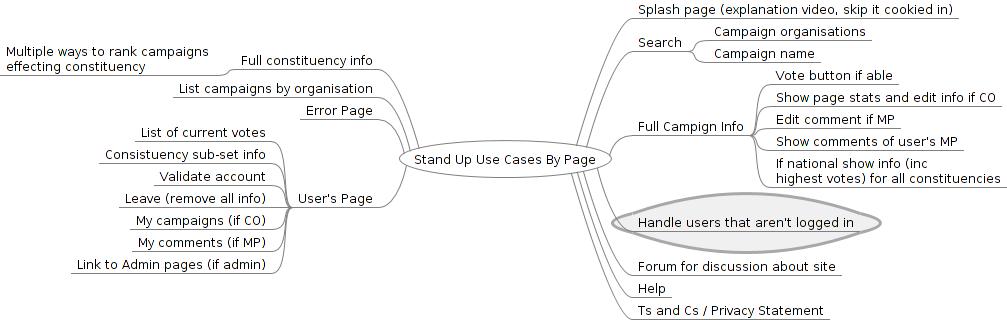 Splash page (explanation video, skip it cookied in)
Search
Campaign organisations
Campaign name
Multiple ways to rank campaigns
effecting constituency
Full constituency info
List campaigns by organisation
Error Page
Full Campign Info
Vote button if able
Show page stats and edit info if CO
Edit comment if MP
Show comments of user's MP
If national show info (inc
highest votes) for all constituencies
Stand Up Use Cases By Page
List of current votes
Consistuency sub-set info
Validate account
Leave (remove all info)
My campaigns (if CO)
My comments (if MP)
Link to Admin pages (if admin)
User's Page
Handle users that aren't logged in
Forum for discussion about site
Help
Ts and Cs / Privacy Statement